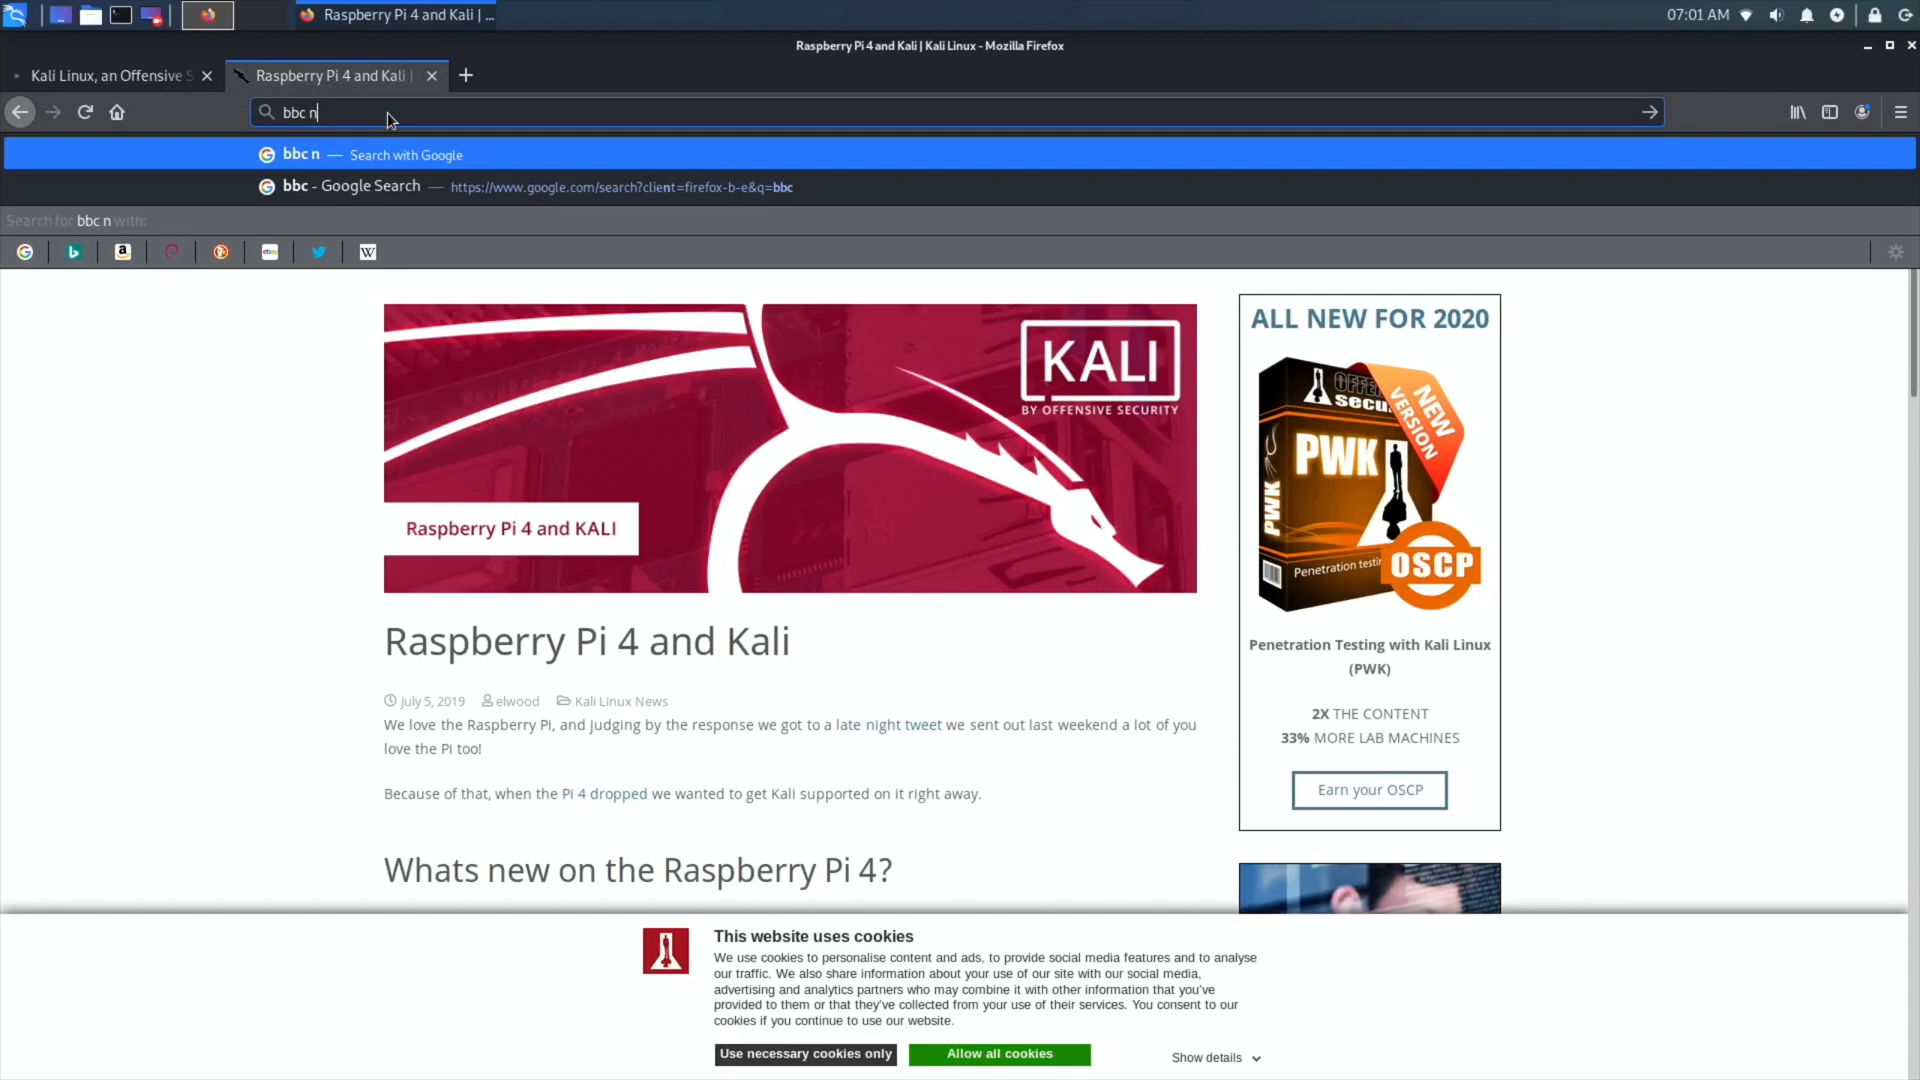 Raspberry Pi 4 and Kali | ...
07:01 AM
Raspberry Pi 4 and Kali | Kali Linux - Mozilla Firefox
Kali Linux, an Offensive S
Raspberry Pi 4 and Kali |
bbc n
bbc n — Search with Google
bbc - Google Search — https://www.google.com/search?client=firefox-b-e&q=bbc
Search for bbc n with:
KALI
BY OFFENSIVE SECURITY
Raspberry Pi 4 and KALI
ALL NEW FOR 2020
OFFE
secu
NEW
VERSION
PWK
PWK
Penetration testi
OSCP
Penetration Testing with Kali Linux
(PWK)
2X THE CONTENT
33% MORE LAB MACHINES
Earn your OSCP
Raspberry Pi 4 and Kali
July 5, 2019 elwood Kali Linux News
We love the Raspberry Pi, and judging by the response we got to a late night tweet we sent out last weekend a lot of you
love the Pi too!
Because of that, when the Pi 4 dropped we wanted to get Kali supported on it right away.
Whats new on the Raspberry Pi 4?
This website uses cookies
We use cookies to personalise content and ads, to provide social media features and to analyse
our traffic. We also share information about your use of our site with our social media,
advertising and analytics partners who may combine it with other information that you've
provided to them or that they've collected from your use of their services. You consent to our
cookies if you continue to use our website.
Use necessary cookies only
Allow all cookies
Show details